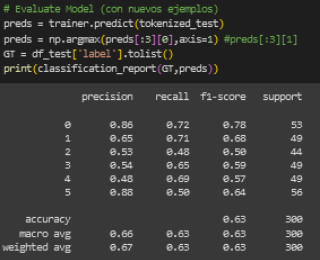 # Evaluate Model (con nuevos ejemplos)
preds = trainer.predict(tokenized_test)
preds = np.argmax(preds[:3][0],axis=1) #preds[:3][1]
GT = df_test['label'].tolist()
print(classification_report(GT,preds))
precision recall f1-score support
0 0.86 0.72 0.78 53
1 0.65 0.71 0.68 49
2 0.53 0.48 0.50 44
3 0.54 0.65 0.59 49
4 0.48 0.69 0.57 49
5 0.88 0.50 0.64 56
accuracy 0.63 300
macro avg 0.66 0.63 0.63 300
weighted avg 0.67 0.63 0.63 300